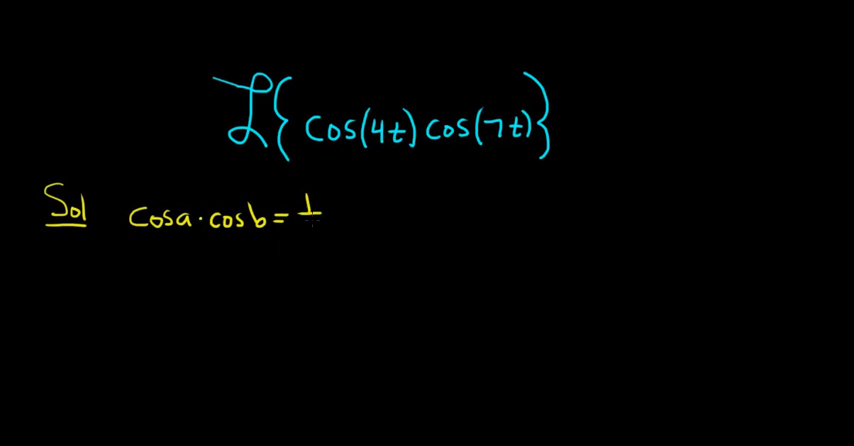 ℒ{cos(4t)cos(7t)}
Sol cosa·cosb = 1/